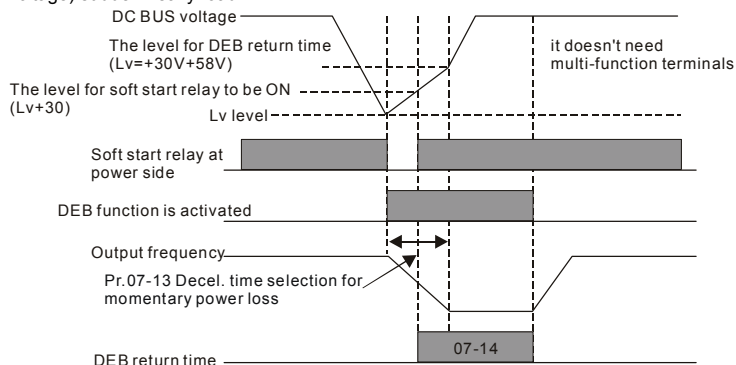 DC BUS voltage
The level for DEB return time
(Lv=+30V+58V)
it doesn't need
multi-function terminals
The level for soft start relay to be ON
(Lv+30)
Lv level
Soft start relay at
power side
DEB function is activated
Output frequency
Pr.07-13 Decel. time selection for
momentary power loss
07-14
DEB return time